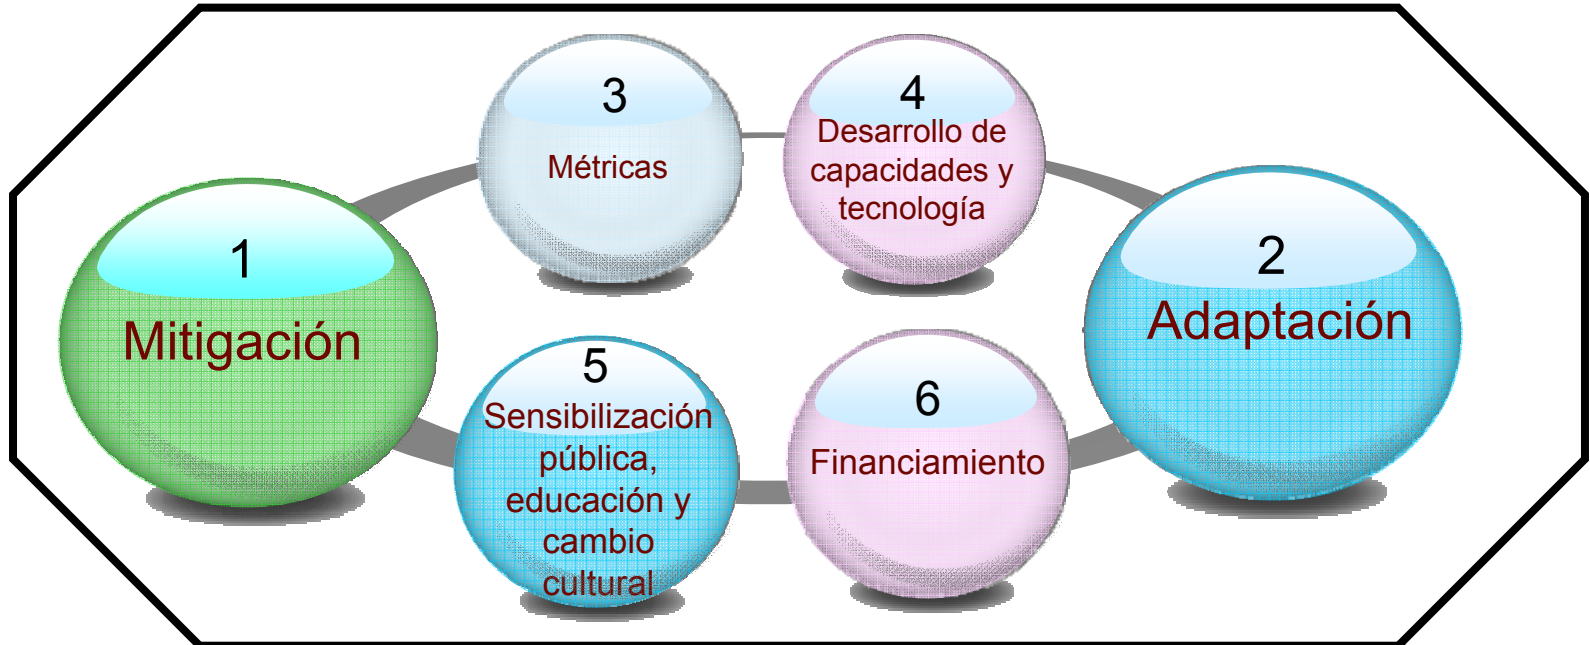 1
Mitigación
2
Adaptación
3
Métricas
4
Desarrollo de
capacidades y
tecnología
5
Sensibilización
pública,
educación y
cambio
cultural
6
Financiamiento